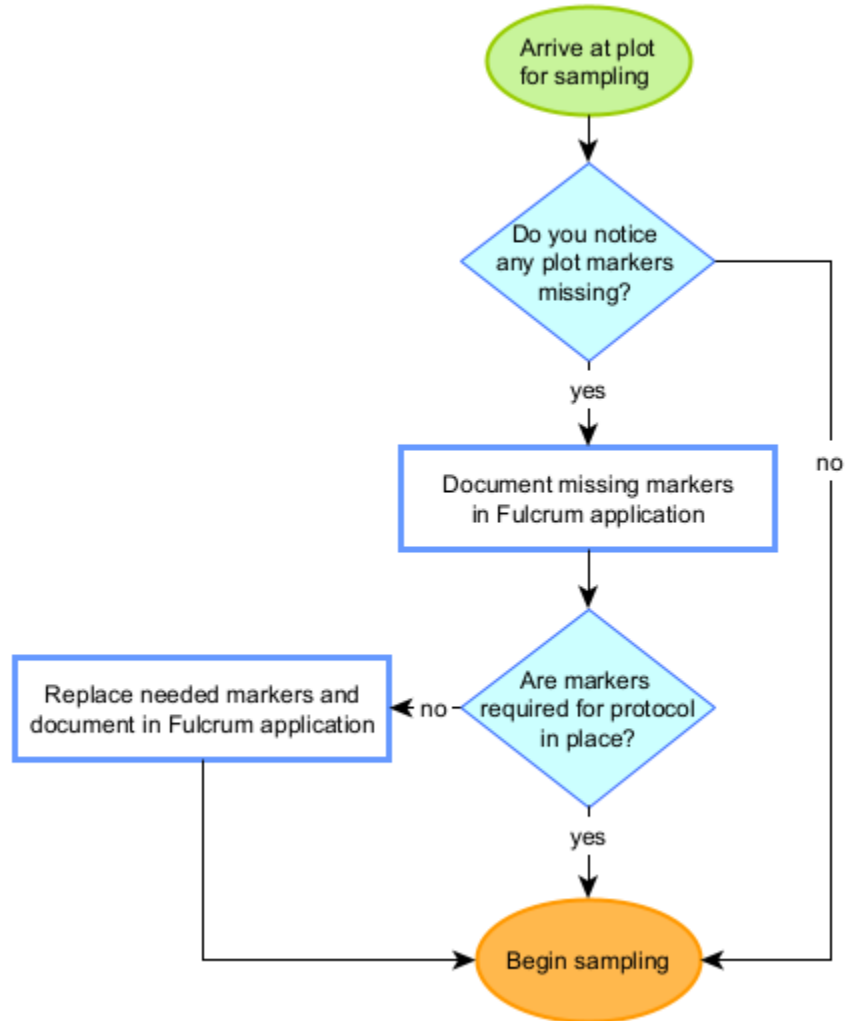 Arrive at plot
for sampling
Do you notice
any plot markers
missing?
yes
no
Document missing markers
in Fulcrum application
Are markers
required for protocol
in place?
no
Replace needed markers and
document in Fulcrum application
yes
Begin sampling